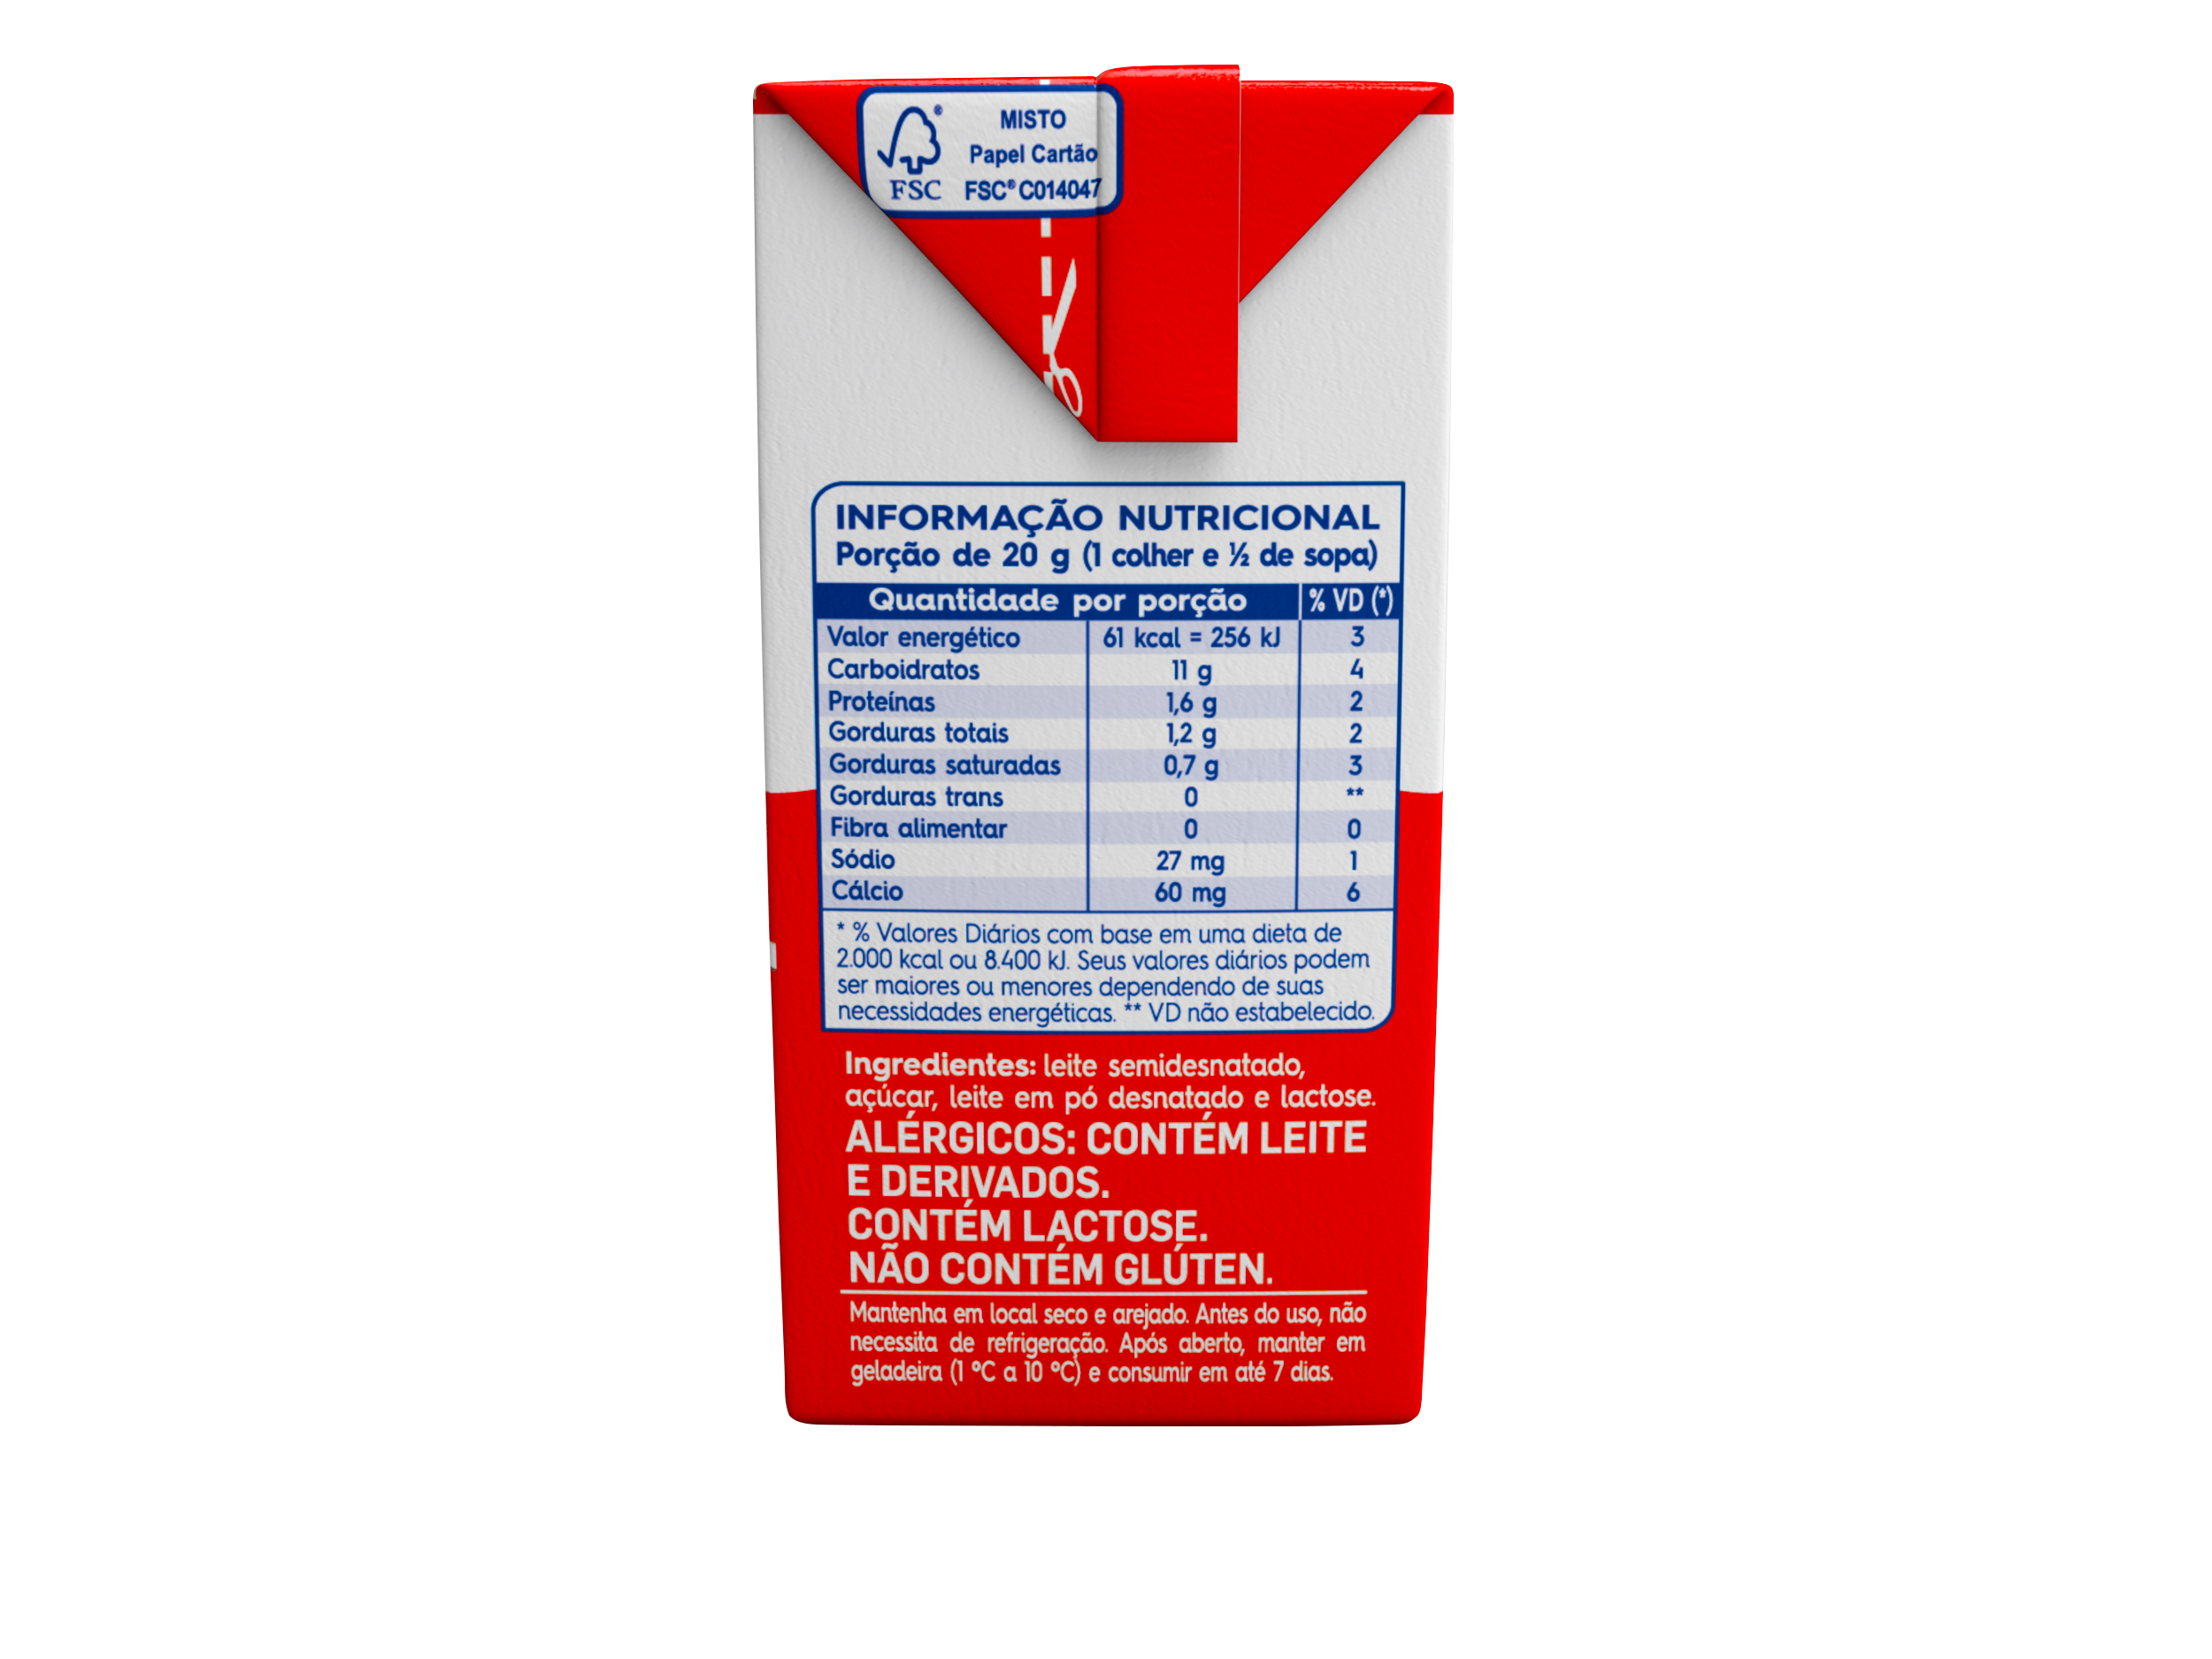 MISTO
Papel Cartão
FSC® C014047
FSC
INFORMAÇÃO NUTRICIONAL
Porção de 20 g (1 colher e ½ de sopa)
Quantidade por porção % VD (*)
Valor energético 61 kcal = 256 kJ 3
Carboidratos 11 g 4
Proteínas 1,6 g 2
Gorduras totais 1,2 g 2
Gorduras saturadas 0,7 g 3
Gorduras trans 0 **
Fibra alimentar 0 0
Sódio 27 mg 1
Cálcio 60 mg 6
* % Valores Diários com base em uma dieta de
2.000 kcal ou 8.400 kJ. Seus valores diários podem
ser maiores ou menores dependendo de suas
necessidades energéticas. ** VD não estabelecido.
Ingredientes: leite semidesnatado,
açúcar, leite em pó desnatado e lactose.
ALÉRGICOS: CONTÉM LEITE
E DERIVADOS.
CONTÉM LACTOSE.
NÃO CONTÉM GLÚTEN.
Mantenha em local seco e arejado. Antes do uso, não
necessita de refrigeração. Após aberto, manter em
geladeira (1 ºC a 10 ºC) e consumir em até 7 dias.